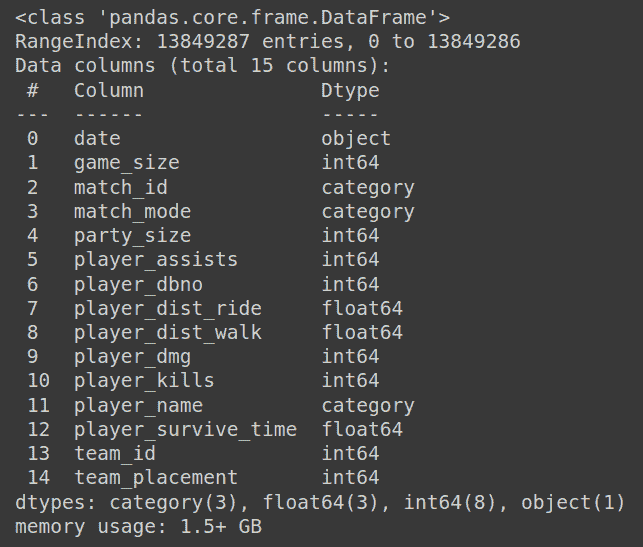 <class 'pandas.core.frame.DataFrame'>
RangeIndex: 13849287 entries, 0 to 13849286
Data columns (total 15 columns):
 #   Column               Dtype
---  ------               -----
 0   date                 object
 1   game_size            int64
 2   match_id             category
 3   match_mode           category
 4   party_size           int64
 5   player_assists       int64
 6   player_dbno          int64
 7   player_dist_ride     float64
 8   player_dist_walk     float64
 9   player_dmg           int64
 10  player_kills         int64
 11  player_name          category
 12  player_survive_time  float64
 13  team_id              int64
 14  team_placement       int64
dtypes: category(3), float64(3), int64(8), object(1)
memory usage: 1.5+ GB